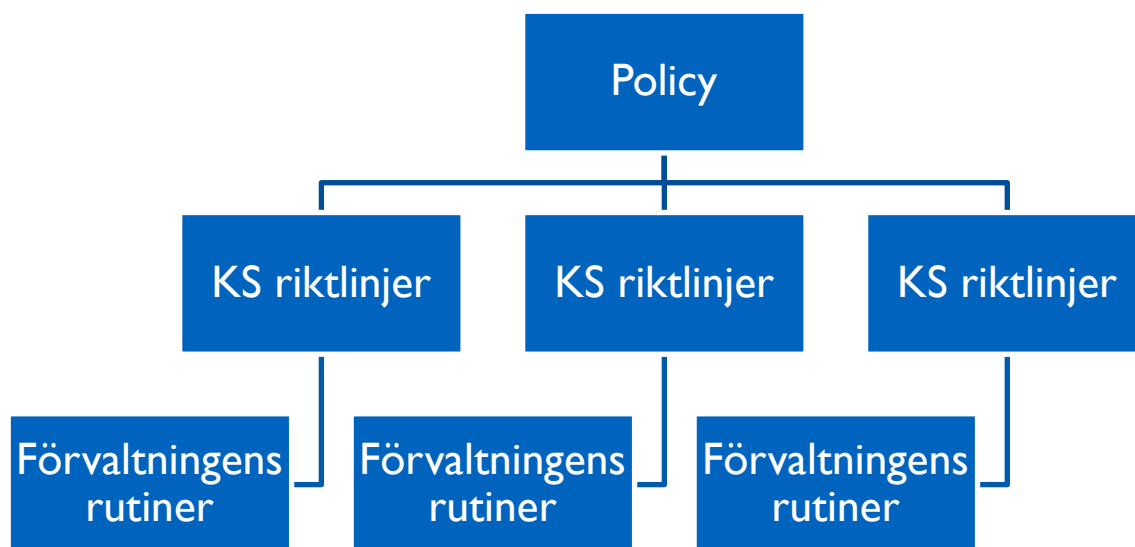 Policy
KS riktlinjer
KS riktlinjer
KS riktlinjer
Förvaltningens
rutiner
Förvaltningens
rutiner
Förvaltningens
rutiner